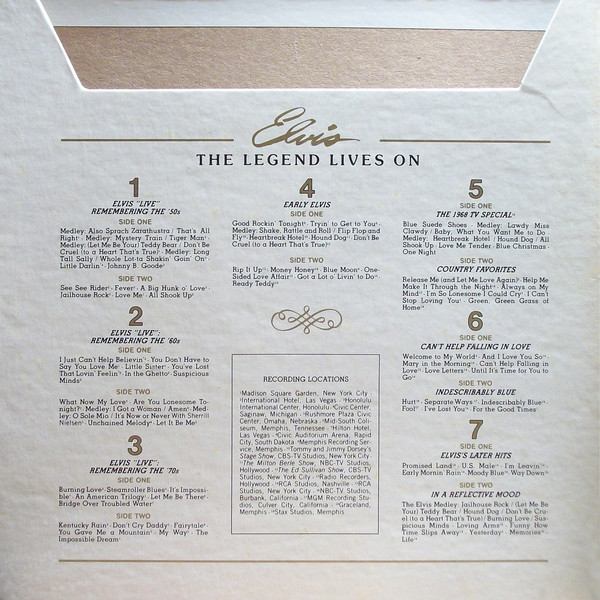 Elvis
THE LEGEND LIVES ON
1
ELVIS "LIVE"
REMEMBERING THE '50s
SIDE ONE
Medley: Also Sprach Zarathustra / That's All
Right · Medley: Mystery Train / Tiger Man
Medley: (Let Me Be Your) Teddy Bear / Don't Be
Cruel (to a Heart That's True) · Medley: Long
Tall Sally / Whole Lot-ta Shakin' Goin' On
Little Darlin' · Johnny B. Goode
SIDE TWO
See See Rider · Fever · A Big Hunk o' Love
Jailhouse Rock · Love Me · All Shook Up
2
ELVIS "LIVE":
REMEMBERING THE '60s
SIDE ONE
I Just Can't Help Believin' · You Don't Have to
Say You Love Me · Little Sister · You've Lost
That Lovin' Feelin' · In the Ghetto · Suspicious
Minds
SIDE TWO
What Now My Love · Are You Lonesome To-
night? · Medley: I Got a Woman / Amen · Med-
ley: O Solo Mio / It's Now or Never With Sherrill
Nielsen · Unchained Melody · Let It Be Me
3
ELVIS "LIVE":
REMEMBERING THE '70s
SIDE ONE
Burning Love · Steamroller Blues · It's Impossi-
ble · An American Trilogy · Let Me Be There
Bridge Over Troubled Water
SIDE TWO
Kentucky Rain · Don't Cry Daddy · Fairytale
You Gave Me a Mountain · My Way · The
Impossible Dream
4
EARLY ELVIS
SIDE ONE
Good Rockin' Tonight · Tryin' to Get to You
Medley: Shake, Rattle and Roll / Flip Flop and
Fly · Heartbreak Hotel · Hound Dog · Don't Be
Cruel (to a Heart That's True)
SIDE TWO
Rip It Up · Money Honey · Blue Moon · One-
Sided Love Affair · Got a Lot o' Livin' to Do
Ready Teddy
RECORDING LOCATIONS
Madison Square Garden, New York City
International Hotel, Las Vegas · Honolulu
International Center, Honolulu · Civic Center,
Saginaw, Michigan · Rushmore Plaza Civic
Center, Omaha, Nebraska · Mid-South Coli-
seum, Memphis, Tennessee · Hilton Hotel,
Las Vegas · Civic Auditorium Arena, Rapid
City, South Dakota · Memphis Recording Ser-
vice, Memphis · Tommy and Jimmy Dorsey's
Stage Show, CBS-TV Studios, New York City
The Milton Berle Show, NBC-TV Studios,
Hollywood · The Ed Sullivan Show, CBS-TV
Studios, New York City · Radio Recorders,
Hollywood · RCA Studios, Nashville · RCA
Studios, New York City · NBC-TV Studios,
Burbank, California · MGM Recording Stu-
dios, Culver City, California · Graceland,
Memphis · Stax Studios, Memphis
5
SIDE ONE
THE 1968 TV SPECIAL
Blue Suede Shoes · Medley: Lawdy Miss
Clawdy / Baby, What You Want Me to Do
Medley: Heartbreak Hotel / Hound Dog / All
Shook Up · Love Me Tender · Blue Christmas
One Night
SIDE TWO
COUNTRY FAVORITES
Release Me (and Let Me Love Again) · Help Me
Make It Through the Night · Always on My
Mind · I'm So Lonesome I Could Cry · I Can't
Stop Loving You · Green, Green Grass of
Home
6
SIDE ONE
CAN'T HELP FALLING IN LOVE
Welcome to My World · And I Love You So
Mary in the Morning · Can't Help Falling in
Love · Love Letters · Until It's Time for You to
Go
SIDE TWO
INDESCRIBABLY BLUE
Hurt · Separate Ways · Indescribably Blue
Fool · I've Lost You · For the Good Times
7
SIDE ONE
ELVIS'S LATER HITS
Promised Land · U.S. Male · I'm Leavin'
Early Mornin' Rain · Moody Blue · Way Down
SIDE TWO
IN A REFLECTIVE MOOD
The Elvis Medley: Jailhouse Rock / (Let Me Be
Your) Teddy Bear / Hound Dog / Don't Be Cru-
el (to a Heart That's True) / Burning Love / Sus-
picious Minds · Loving Arms · Funny How
Time Slips Away · Yesterday · Memories
Life